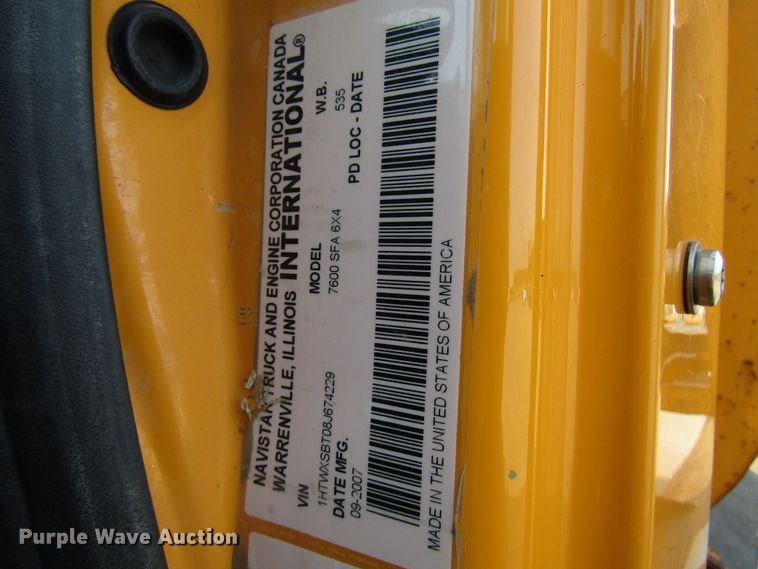 NAVISTAR TRUCK AND ENGINE CORPORATION CANADA
WARRENVILLE, ILLINOIS INTERNATIONAL®
VIN MODEL W.B.
1HTWXSBT08J674229 7600 SFA 6X4 535
DATE MFG. PD LOC - DATE
09-2007
MADE IN THE UNITED STATES OF AMERICA
Purple Wave Auction